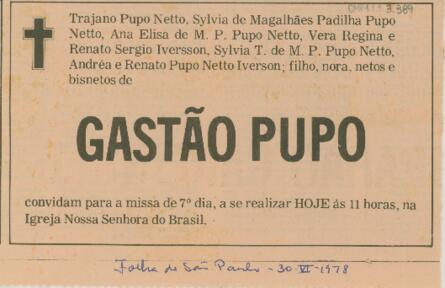 Trajano Pupo Netto, Sylvia de Magalhães Padilha Pupo
Netto, Ana Elisa de M. P. Pupo Netto, Vera Regina e
Renato Sergio Iversson, Sylvia T. de M. P. Pupo Netto,
Andréa e Renato Pupo Netto Iverson; filho, nora, netos e
bisnetos de
GASTÃO PUPO
convidam para a missa de 7º dia, a se realizar HOJE ás 11 horas, na
Igreja Nossa Senhora do Brasil.
Folha de São Paulo - 30-VI-1978